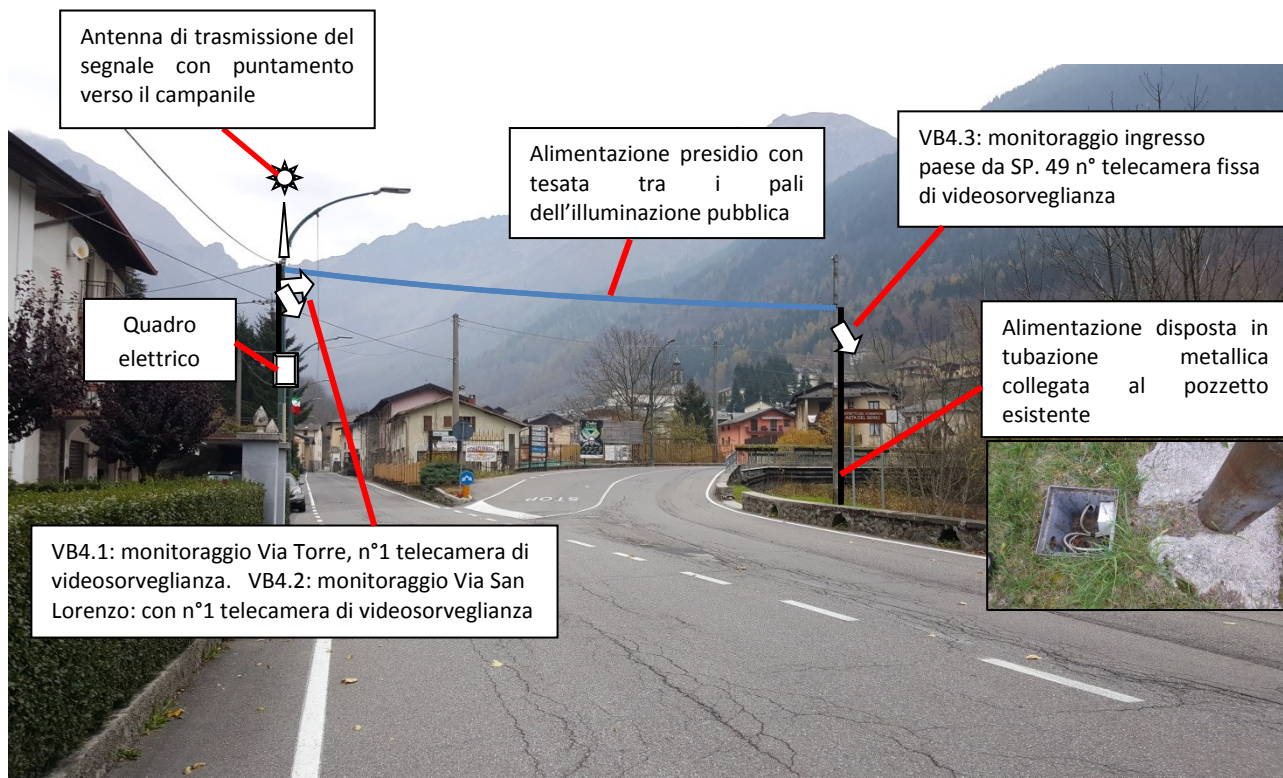 Antenna di trasmissione del
segnale con puntamento
verso il campanile
Alimentazione presidio con
tesata tra i pali
dell’illuminazione pubblica
VB4.3: monitoraggio ingresso
paese da SP. 49 n° telecamera fissa
di videosorveglianza
Quadro
elettrico
Alimentazione disposta in
tubazione metallica
collegata al pozzetto
esistente
STOP
VB4.1: monitoraggio Via Torre, n°1 telecamera di
videosorveglianza. VB4.2: monitoraggio Via San
Lorenzo: con n°1 telecamera di videosorveglianza